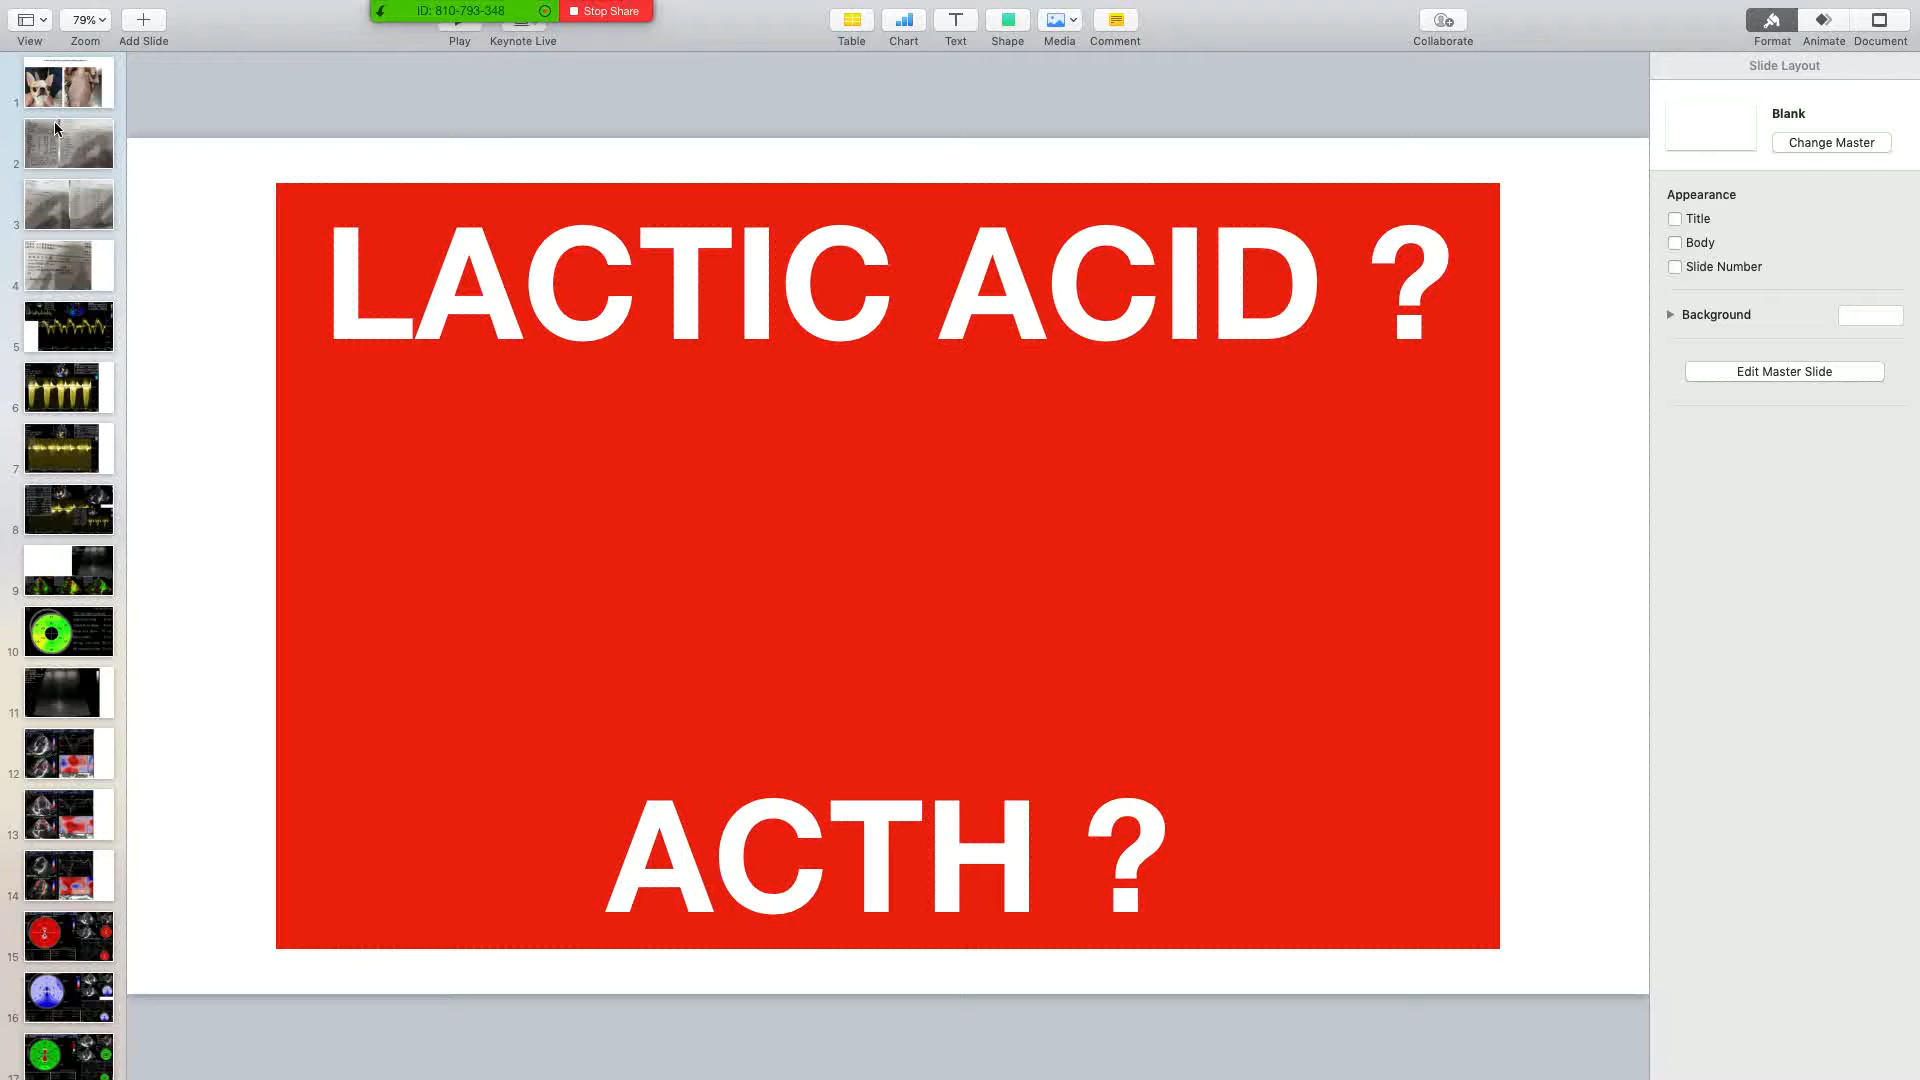 ID: 810-793-348
Stop Share
79%
View
Zoom
Add Slide
Play
Keynote Live
Table
Chart
Text
Shape
Media
Comment
Collaborate
Format
Animate
Document
1
2
3
4
5
6
7
8
9
10
11
12
13
14
15
16
17
LACTIC ACID ?
ACTH ?
Slide Layout
Blank
Change Master
Appearance
Title
Body
Slide Number
Background
Edit Master Slide